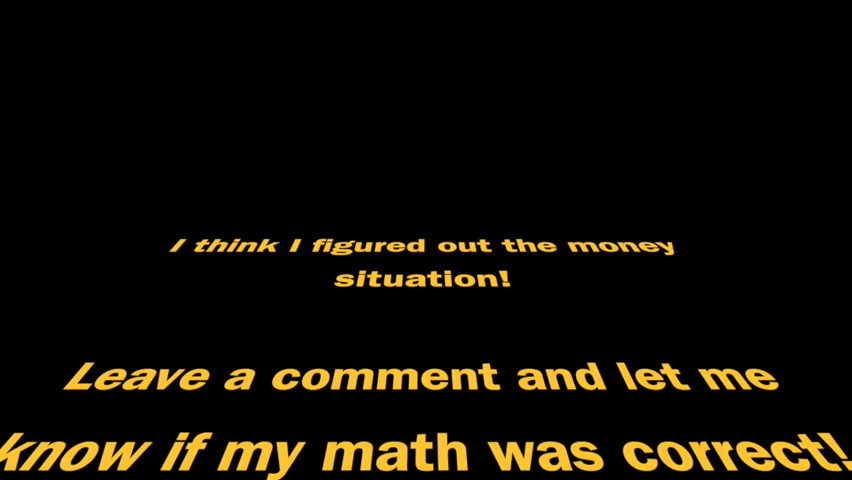 I think I figured out the money
situation!
Leave a comment and let me
know if my math was correct!